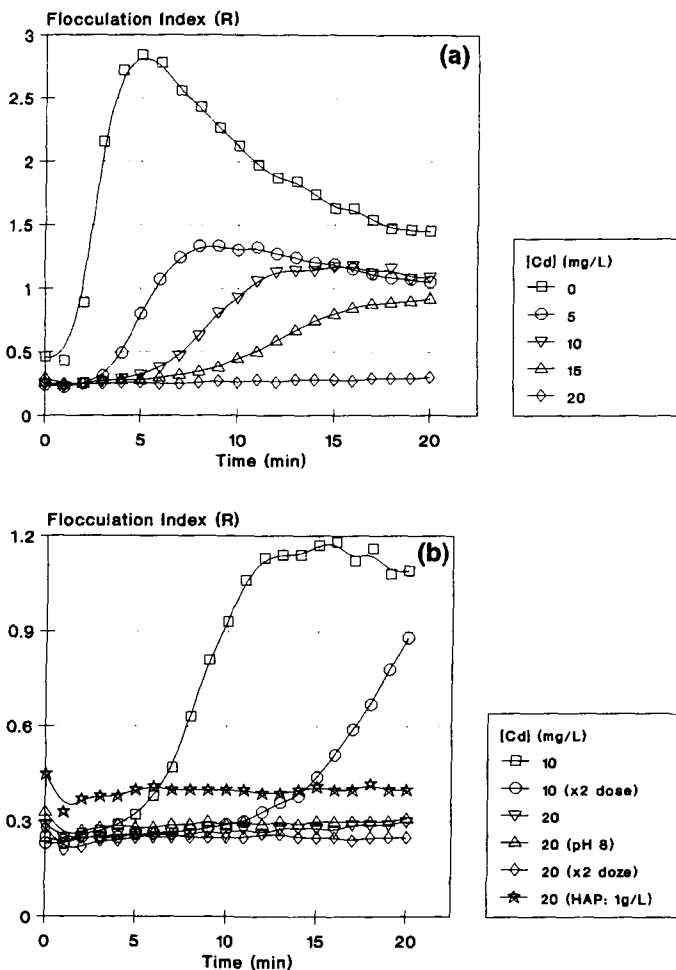 Flocculation Index (R)
(a)
3
2.5
2
1.5
1
0.5
0
0 5 10 15 20
Time (min)
[Cd] (mg/L)
0
5
10
15
20
Flocculation Index (R)
(b)
1.2
0.9
0.6
0.3
0
0 5 10 15 20
Time (min)
[Cd] (mg/L)
10
10 (x2 dose)
20
20 (pH 8)
20 (x2 doze)
20 (HAP: 1g/L)